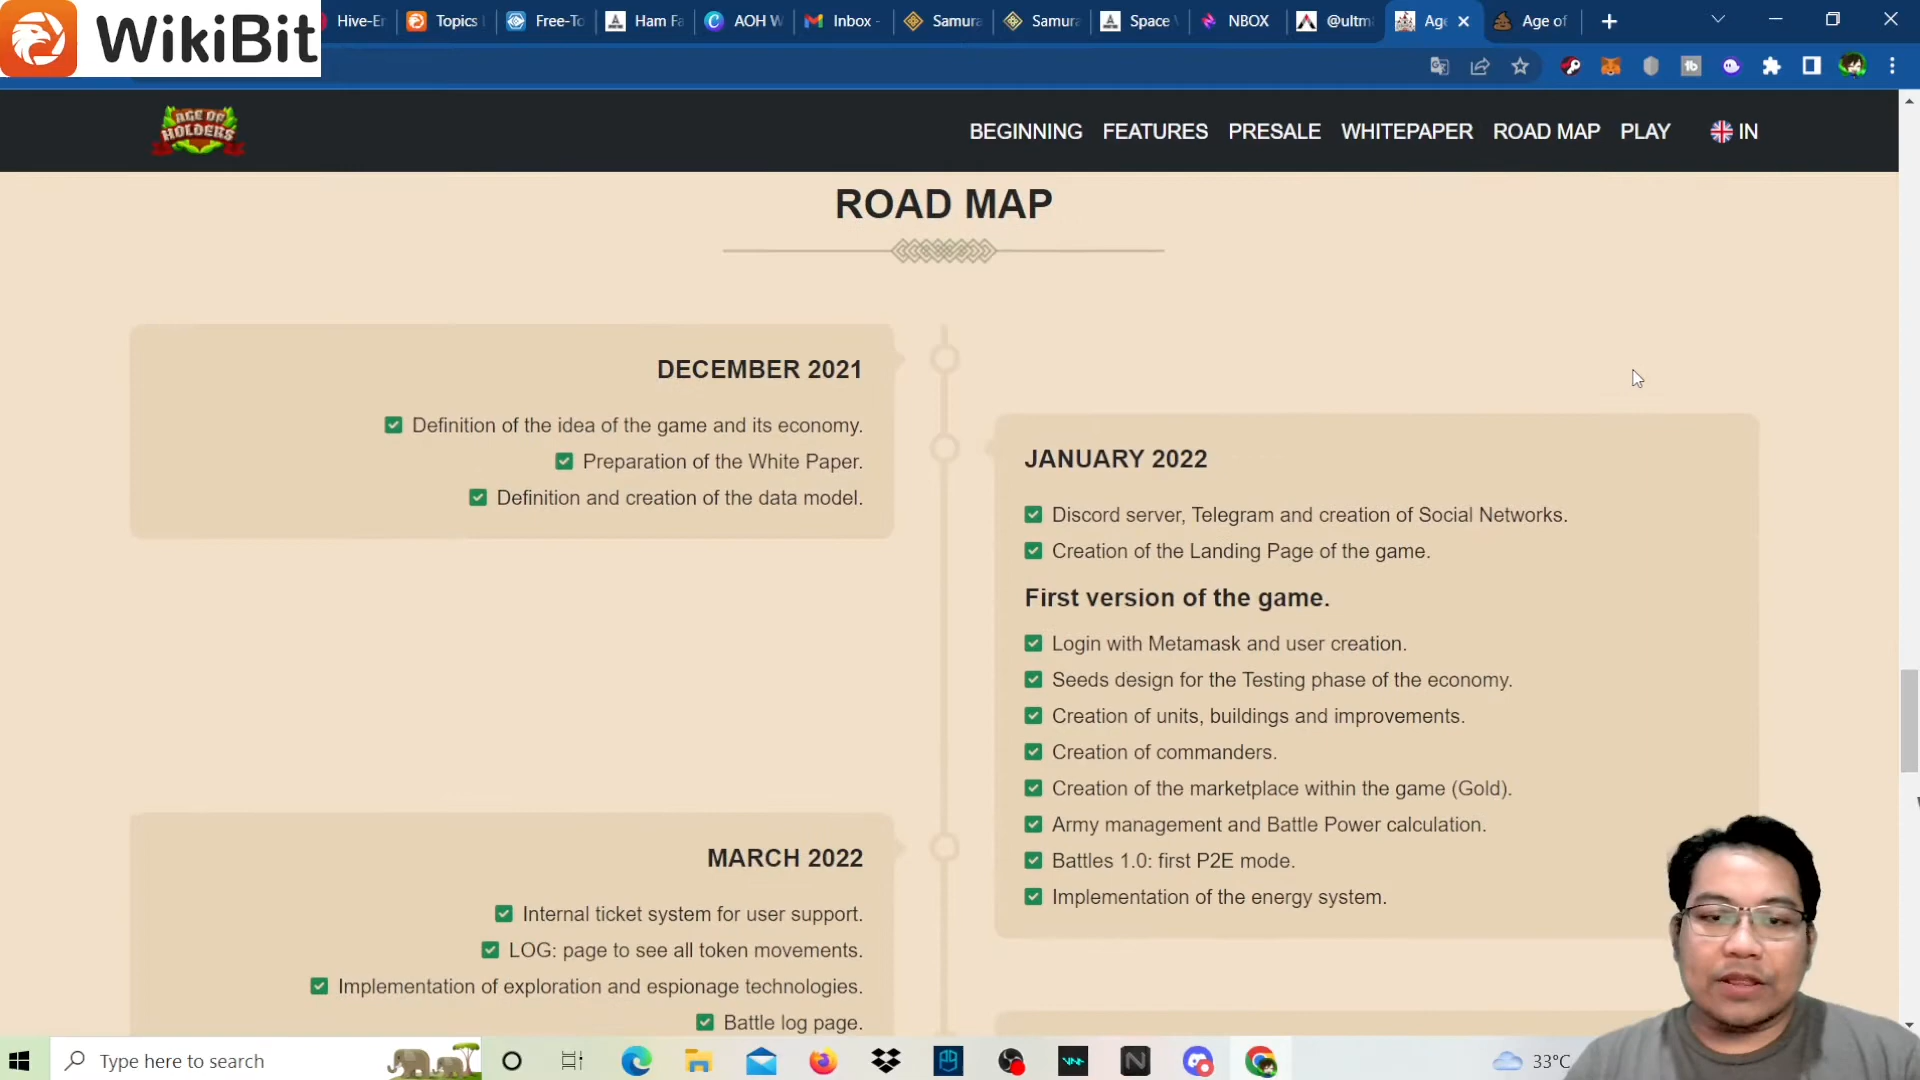 WikiBit
Hive-En
Topics
Free-To
Ham Fa
AOH W
Inbox -
Samura
Samura
Space
NBOX
@ultm
Age
Age of
AGE OF
HOLDERS
BEGINNING
FEATURES
PRESALE
WHITEPAPER
ROAD MAP
PLAY
IN
ROAD MAP
DECEMBER 2021
Definition of the idea of the game and its economy.
Preparation of the White Paper.
Definition and creation of the data model.
JANUARY 2022
Discord server, Telegram and creation of Social Networks.
Creation of the Landing Page of the game.
First version of the game.
Login with Metamask and user creation.
Seeds design for the Testing phase of the economy.
Creation of units, buildings and improvements.
Creation of commanders.
Creation of the marketplace within the game (Gold).
Army management and Battle Power calculation.
Battles 1.0: first P2E mode.
Implementation of the energy system.
MARCH 2022
Internal ticket system for user support.
LOG: page to see all token movements.
Implementation of exploration and espionage technologies.
Battle log page.
Type here to search
33°C